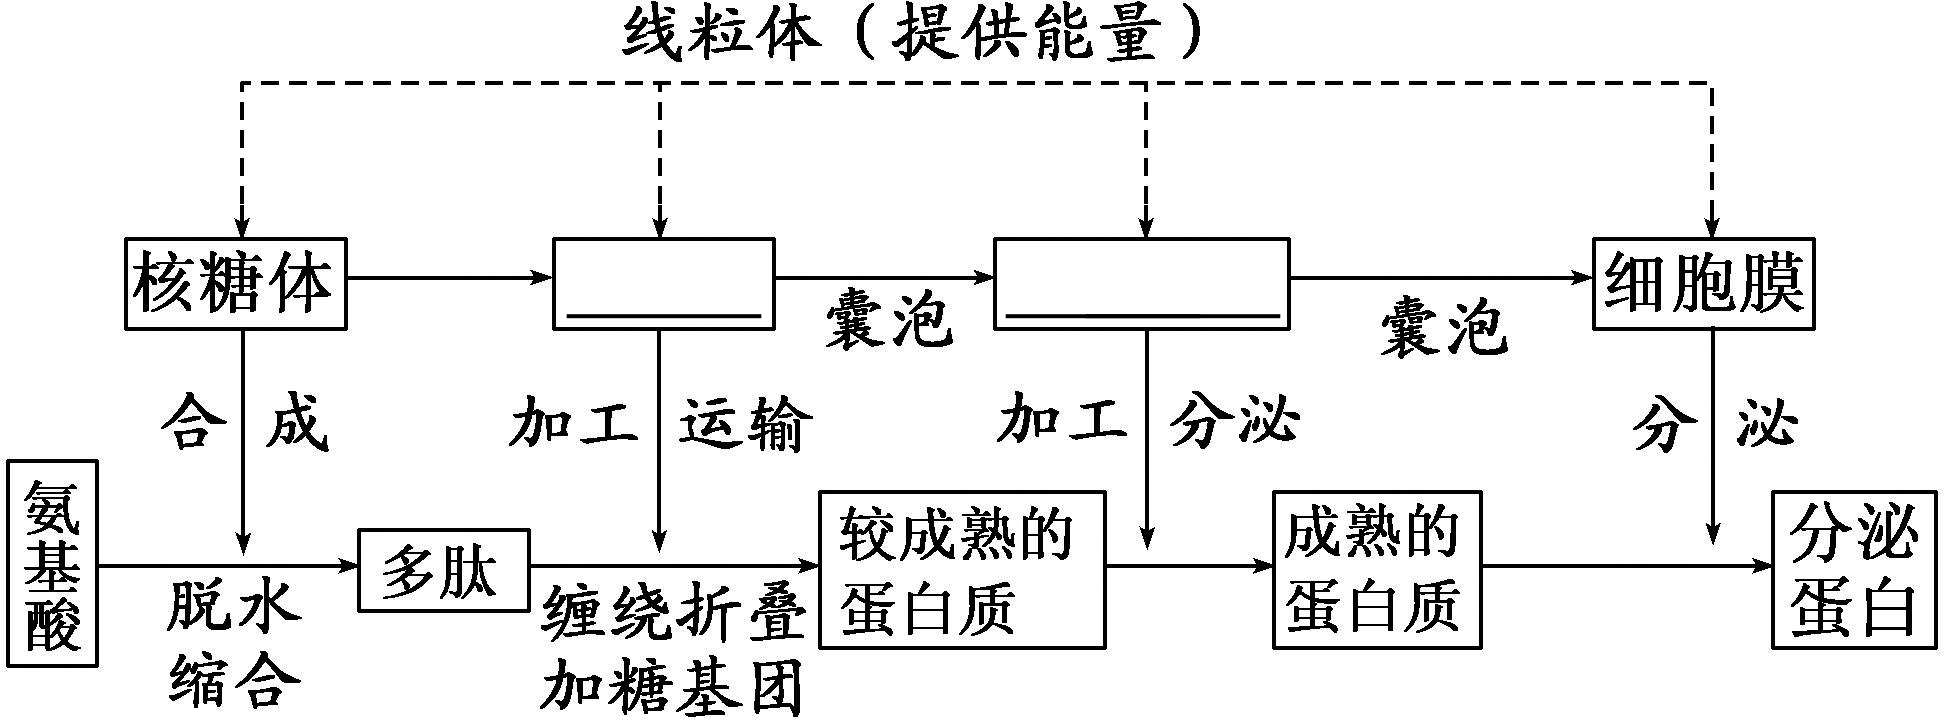 线粒体（提供能量）
核糖体
囊泡
囊泡
细胞膜
合 成
加工 运输
加工 分泌
分 泌
氨基酸
脱水
缩合
多肽
缠绕折叠
加糖基团
较成熟的
蛋白质
成熟的
蛋白质
分泌
蛋白